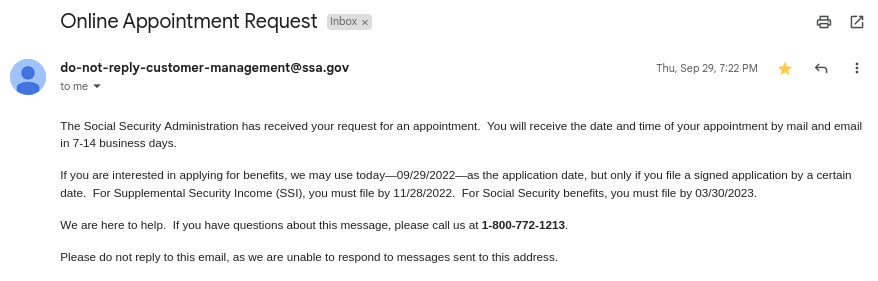 Online Appointment Request Inbox ×
do-not-reply-customer-management@ssa.gov Thu, Sep 29, 7:22 PM
to me
The Social Security Administration has received your request for an appointment.  You will receive the date and time of your appointment by mail and email
in 7-14 business days.
If you are interested in applying for benefits, we may use today—09/29/2022—as the application date, but only if you file a signed application by a certain
date.  For Supplemental Security Income (SSI), you must file by 11/28/2022.  For Social Security benefits, you must file by 03/30/2023.
We are here to help.  If you have questions about this message, please call us at 1-800-772-1213.
Please do not reply to this email, as we are unable to respond to messages sent to this address.